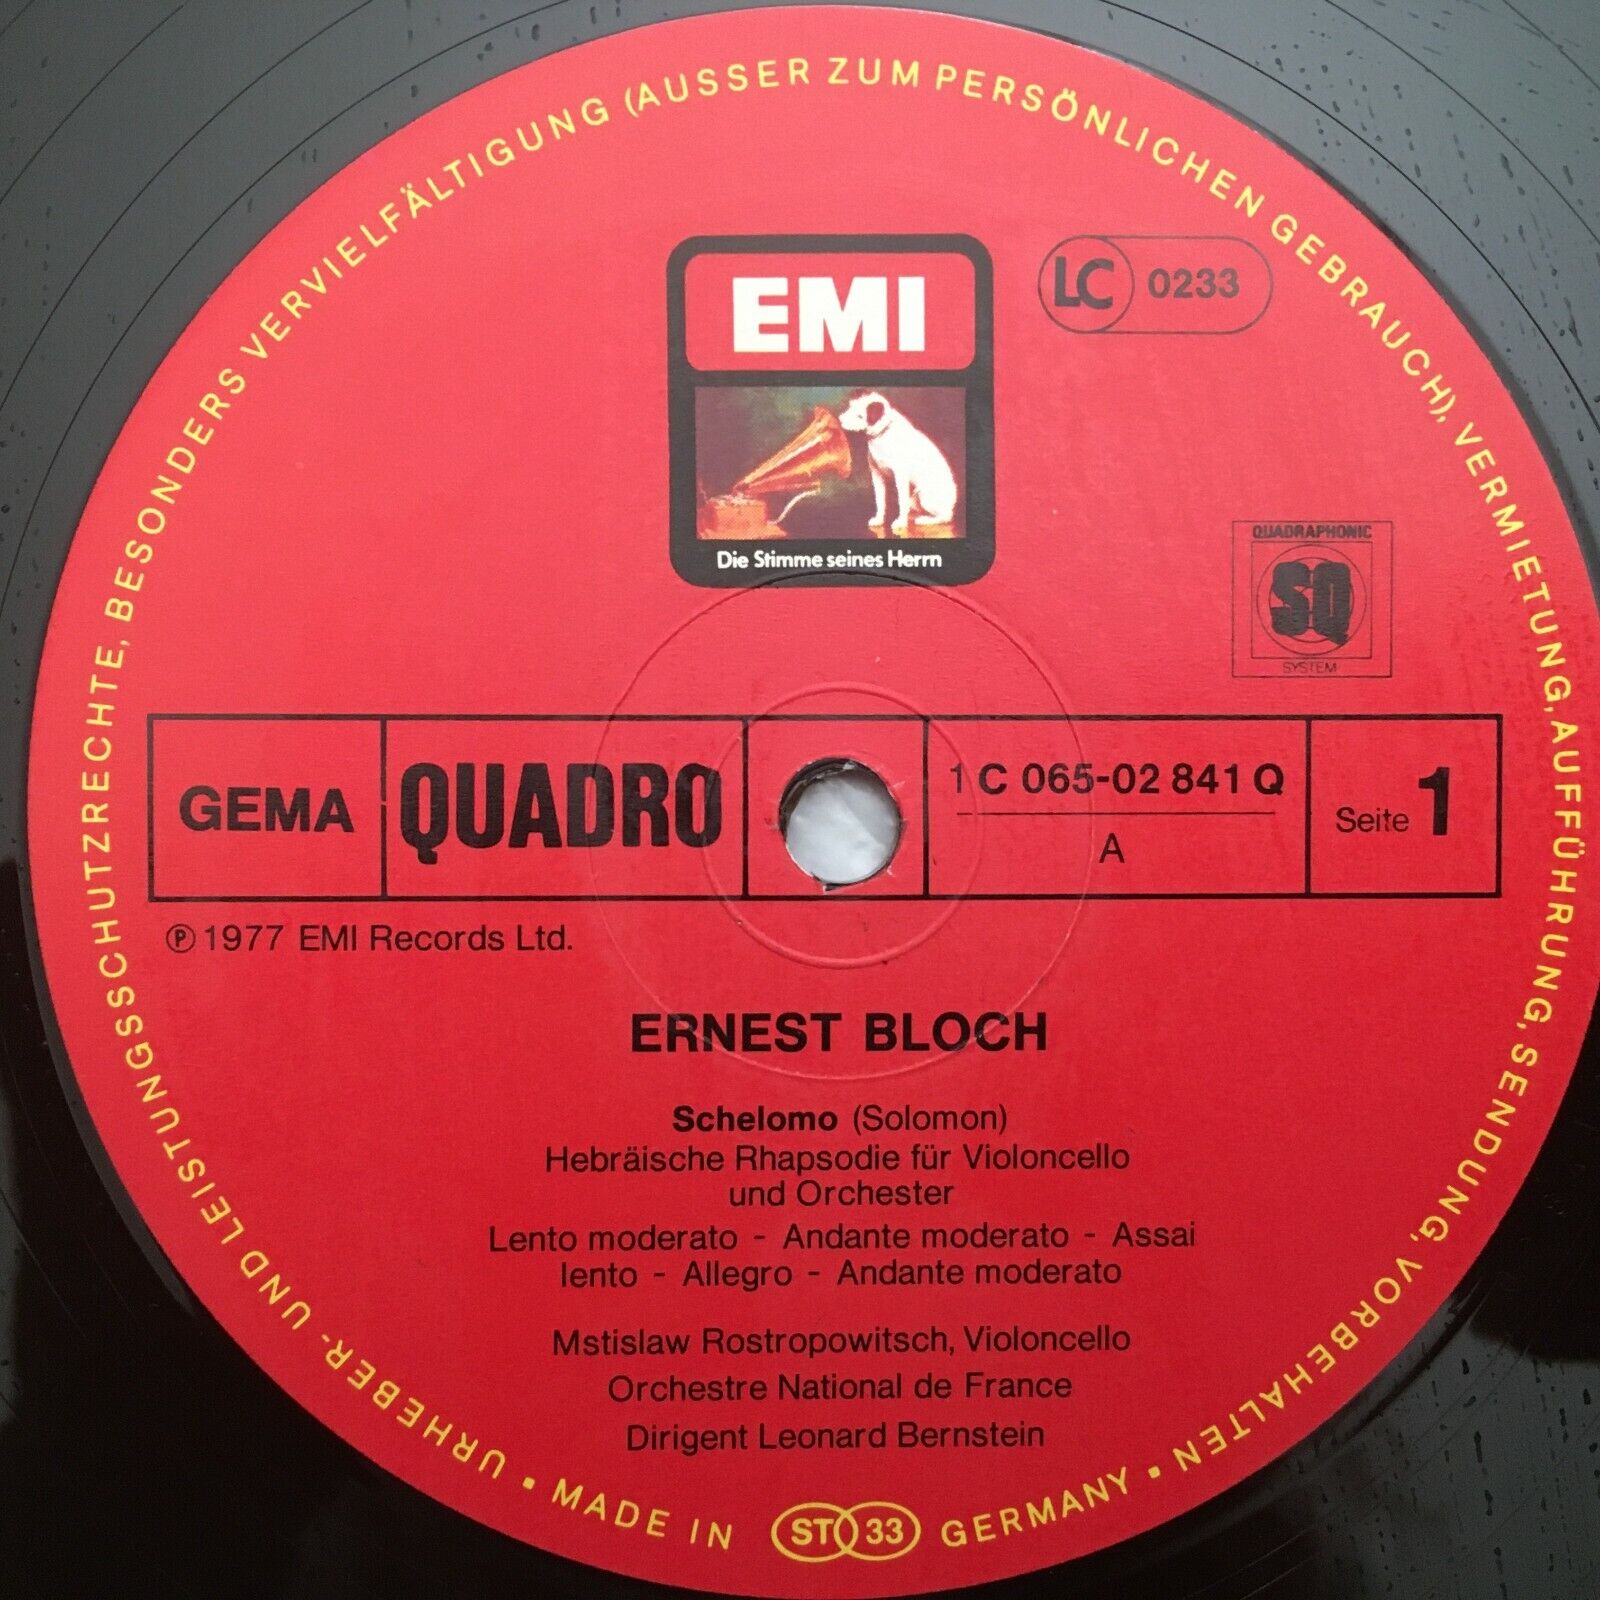 URHEBER- UND LEISTUNGSSCHUTZRECHTE, BESONDERS VERVIELFÄLTIGUNG (AUSSER ZUM PERSÖNLICHEN GEBRAUCH), VERMIETUNG, AUFFÜHRUNG, SENDUNG, VORBEHALTEN •
EMI
LC 0233
Die Stimme seines Herrn
QUADRAPHONIC
SQ
SYSTEM
GEMA
QUADRO
1 C 065-02 841 Q
A
Seite 1
℗ 1977 EMI Records Ltd.
ERNEST BLOCH
Schelomo (Solomon)
Hebräische Rhapsodie für Violoncello
und Orchester
Lento moderato - Andante moderato - Assai
lento - Allegro - Andante moderato
Mstislaw Rostropowitsch, Violoncello
Orchestre National de France
Dirigent Leonard Bernstein
• MADE IN ST 33 GERMANY